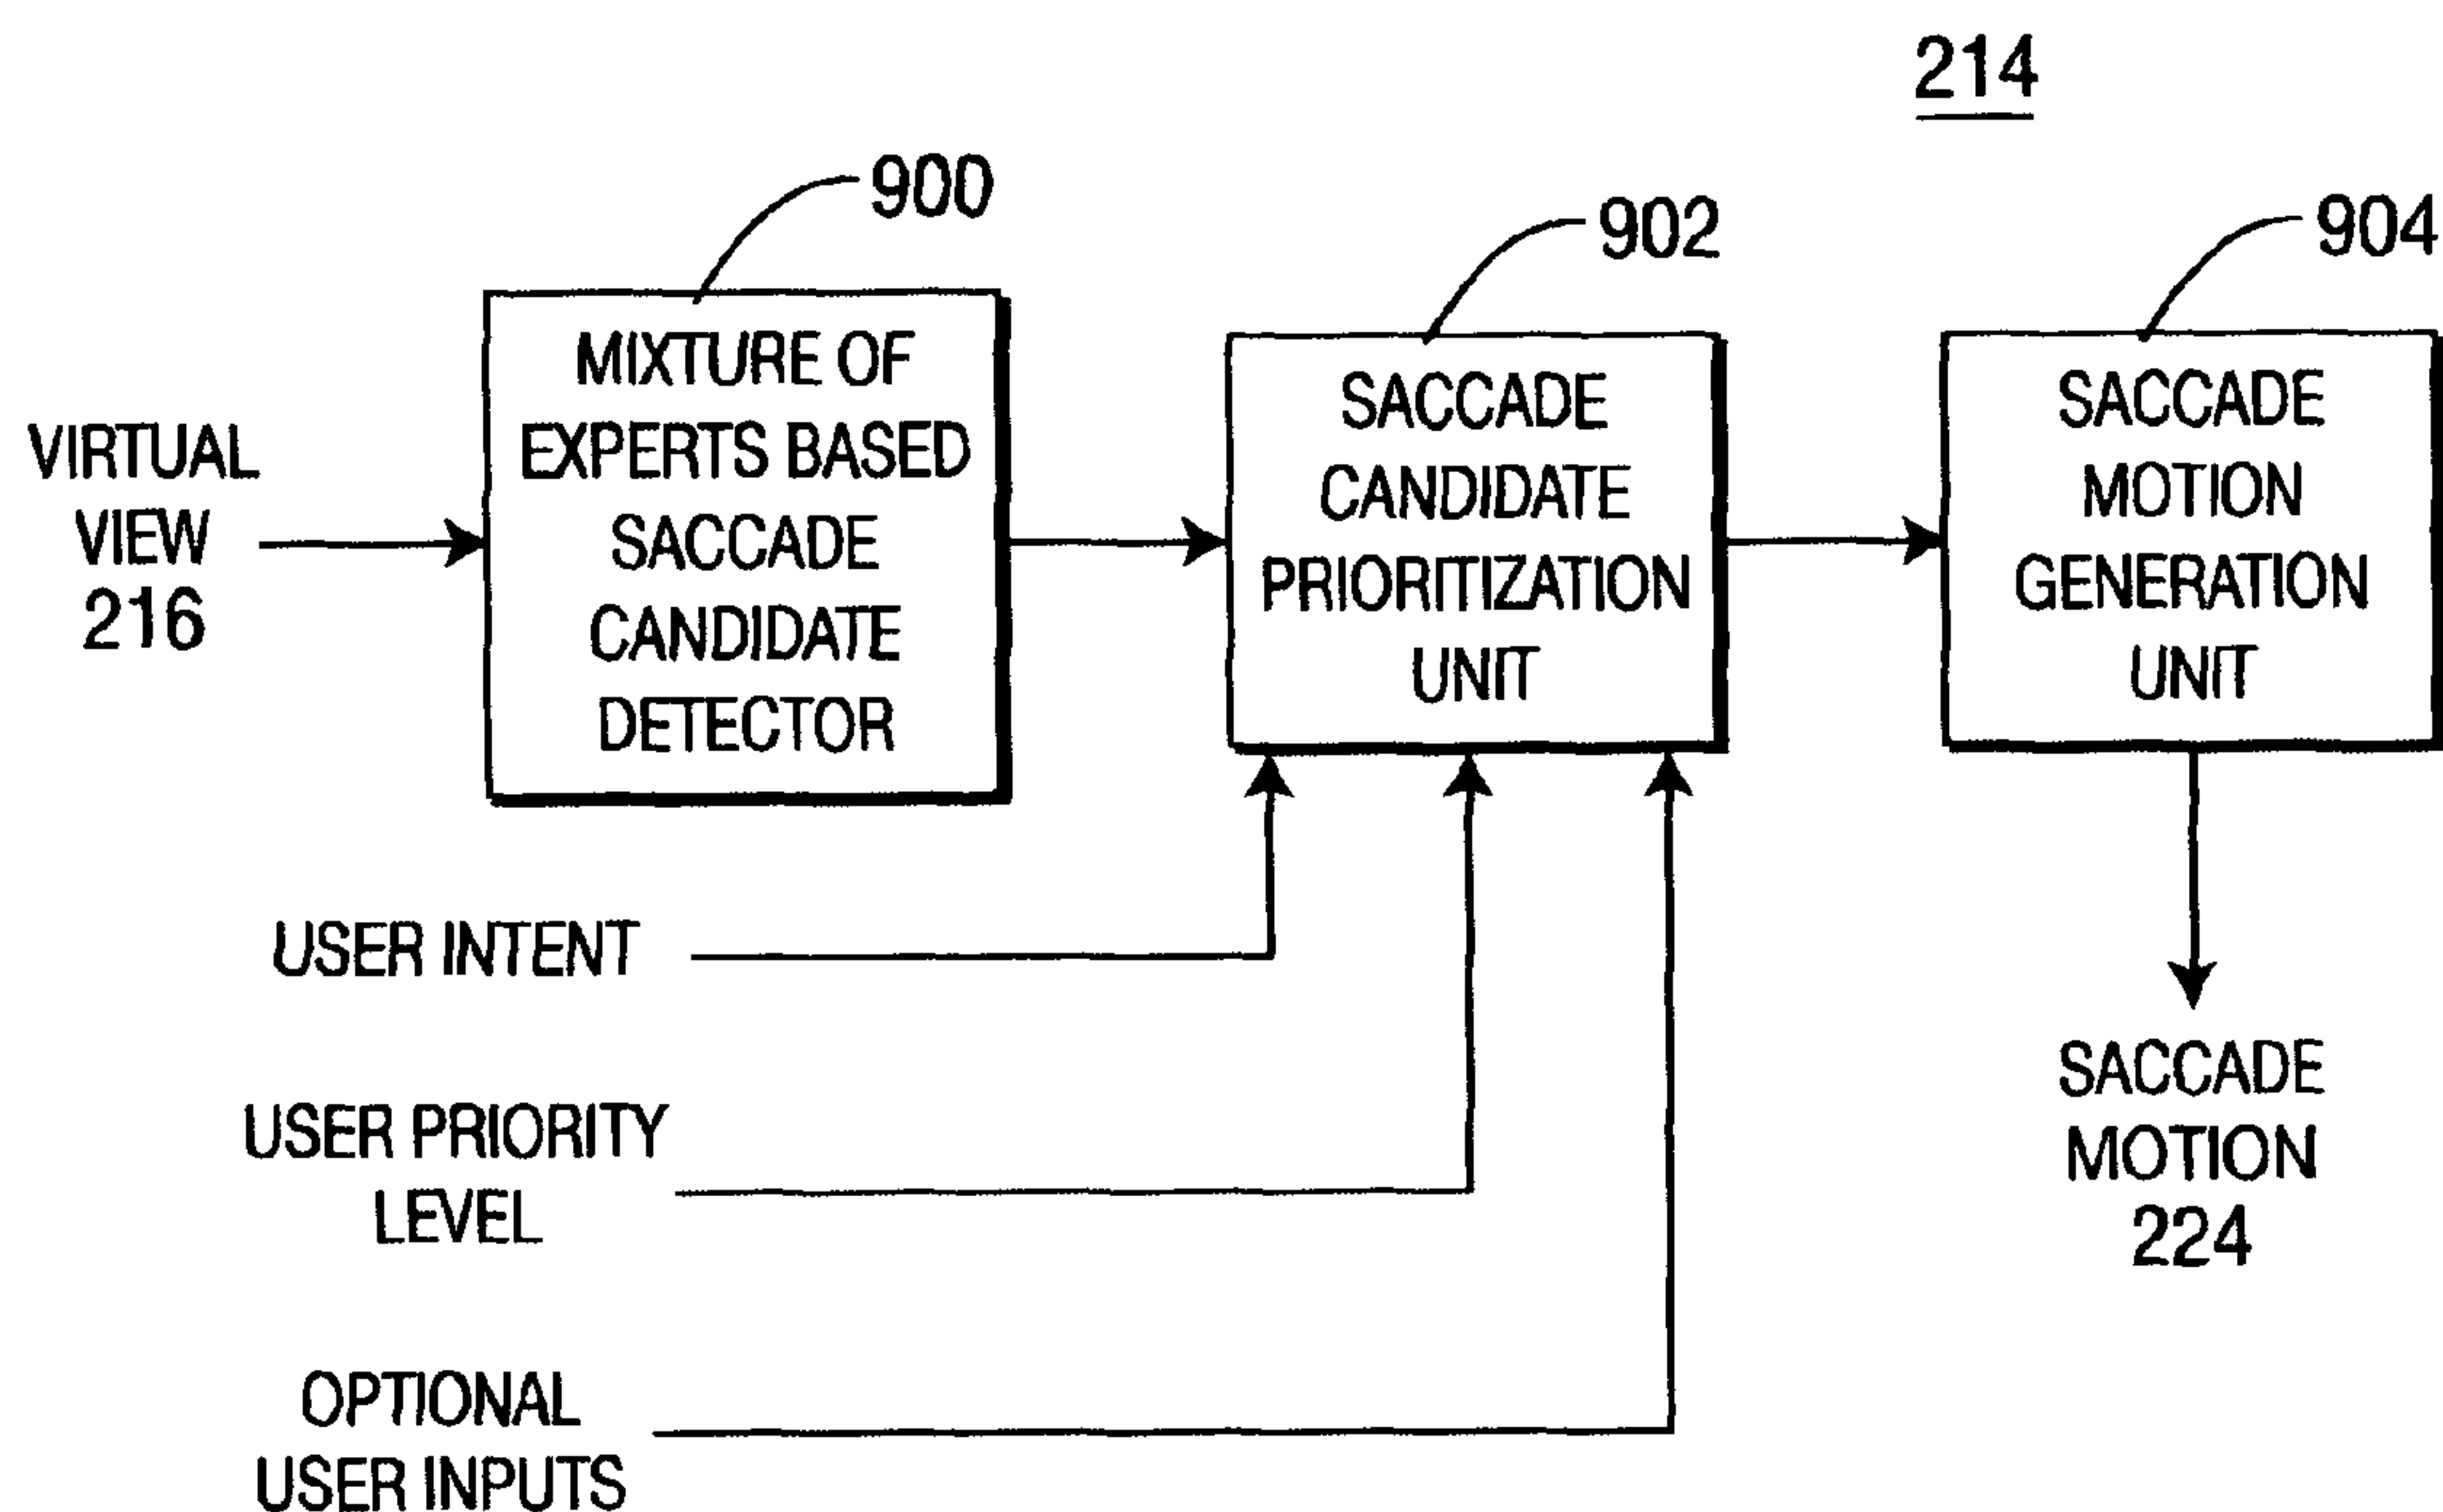 214
900
902
904
VIRTUAL
VIEW
216
MIXTURE OF
EXPERTS BASED
SACCADE
CANDIDATE
DETECTOR
SACCADE
CANDIDATE
PRIORITIZATION
UNIT
SACCADE
MOTION
GENERATION
UNIT
USER INTENT
USER PRIORITY
LEVEL
OPTIONAL
USER INPUTS
SACCADE
MOTION
224